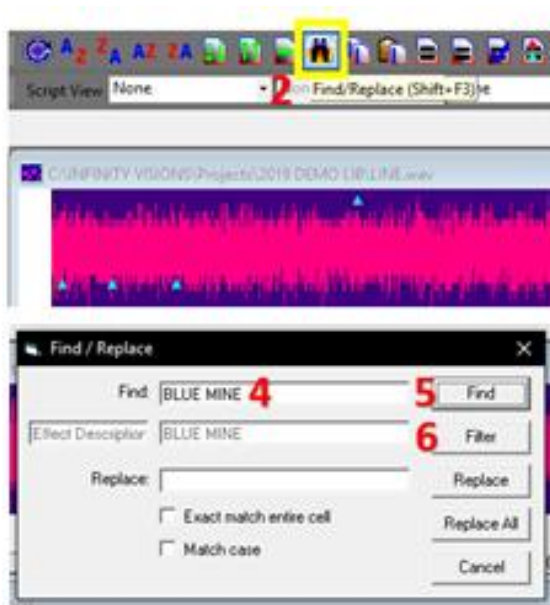 Script View None 2 Find/Replace (Shift+F3)
C:\INFINITY VISIONS\Projects\2019 DEMO LIB\LINE.wav
Find / Replace
Find: BLUE MINE 4 5 Find
Effect Description BLUE MINE 6 Filter
Replace: Replace
Exact match entire cell
Replace All
Match case
Cancel